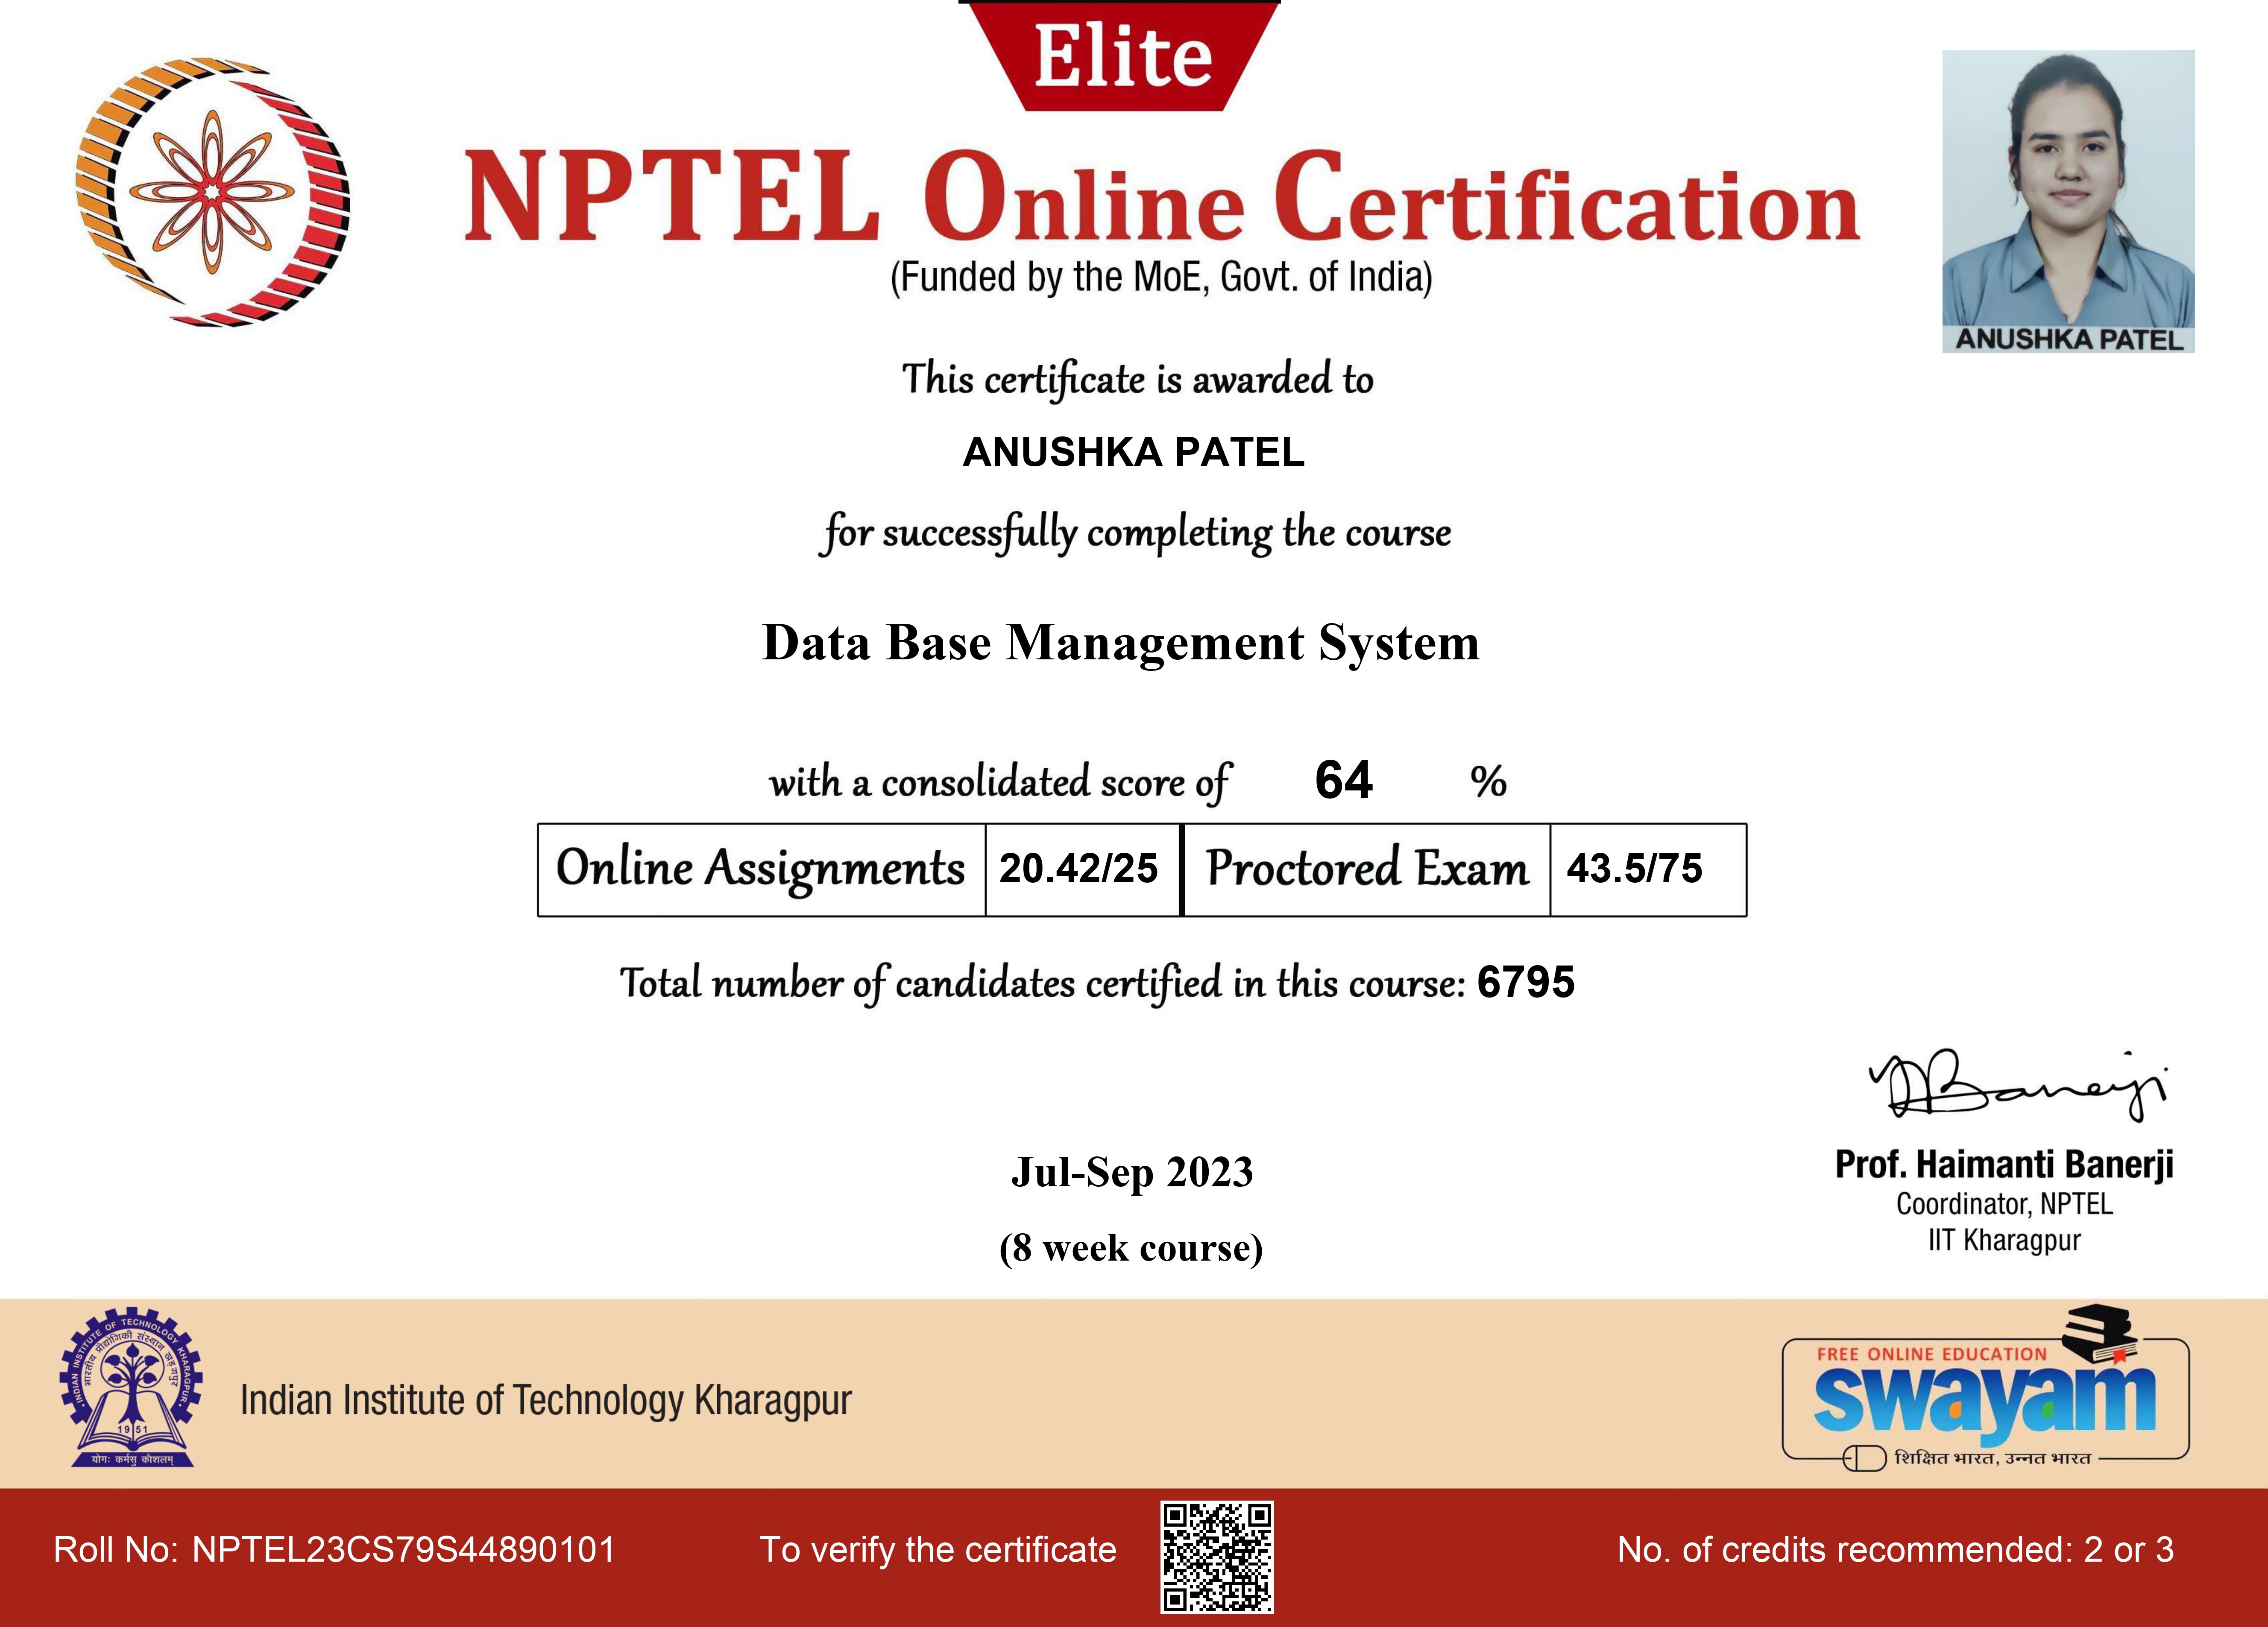 Elite
NPTEL Online Certification
(Funded by the MoE, Govt. of India)
ANUSHKA PATEL
This certificate is awarded to
ANUSHKA PATEL
for successfully completing the course
Data Base Management System
with a consolidated score of 64 %
Online Assignments 20.42/25 Proctored Exam 43.5/75
Total number of candidates certified in this course: 6795
Banerji
Prof. Haimanti Banerji
Coordinator, NPTEL
IIT Kharagpur
Jul-Sep 2023
(8 week course)
INDIAN INSTITUTE OF TECHNOLOGY KHARAGPUR
भारतीय प्रौद्योगिकी संस्थान खड़गपुर
19 51
योगः कर्मसु कौशलम्
Indian Institute of Technology Kharagpur
FREE ONLINE EDUCATION
swayam
शिक्षित भारत, उन्नत भारत
Roll No: NPTEL23CS79S44890101
To verify the certificate
No. of credits recommended: 2 or 3